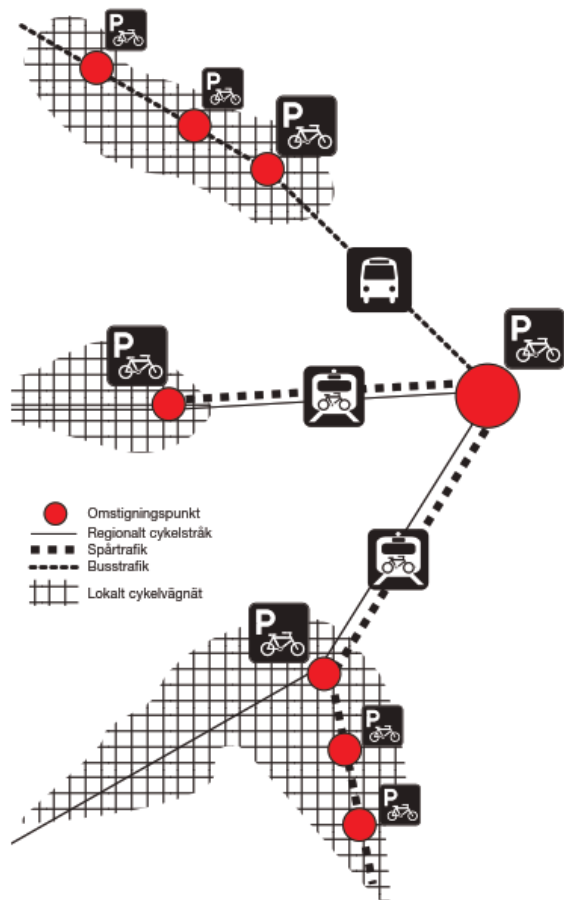 P
P
P
P
P
Omstigningspunkt
Regionalt cykelstråk
Spårtrafik
Busstrafik
Lokalt cykelvägnät
P
P
P